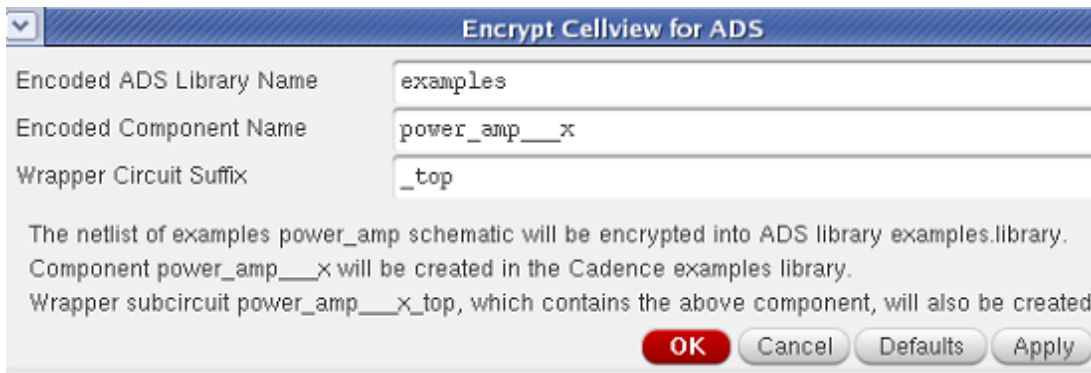 Encrypt Cellview for ADS
Encoded ADS Library Name examples
Encoded Component Name power_amp___x
Wrapper Circuit Suffix _top
The netlist of examples power_amp schematic will be encrypted into ADS library examples.library.
Component power_amp___x will be created in the Cadence examples library.
Wrapper subcircuit power_amp___x_top, which contains the above component, will also be created
OK Cancel Defaults Apply